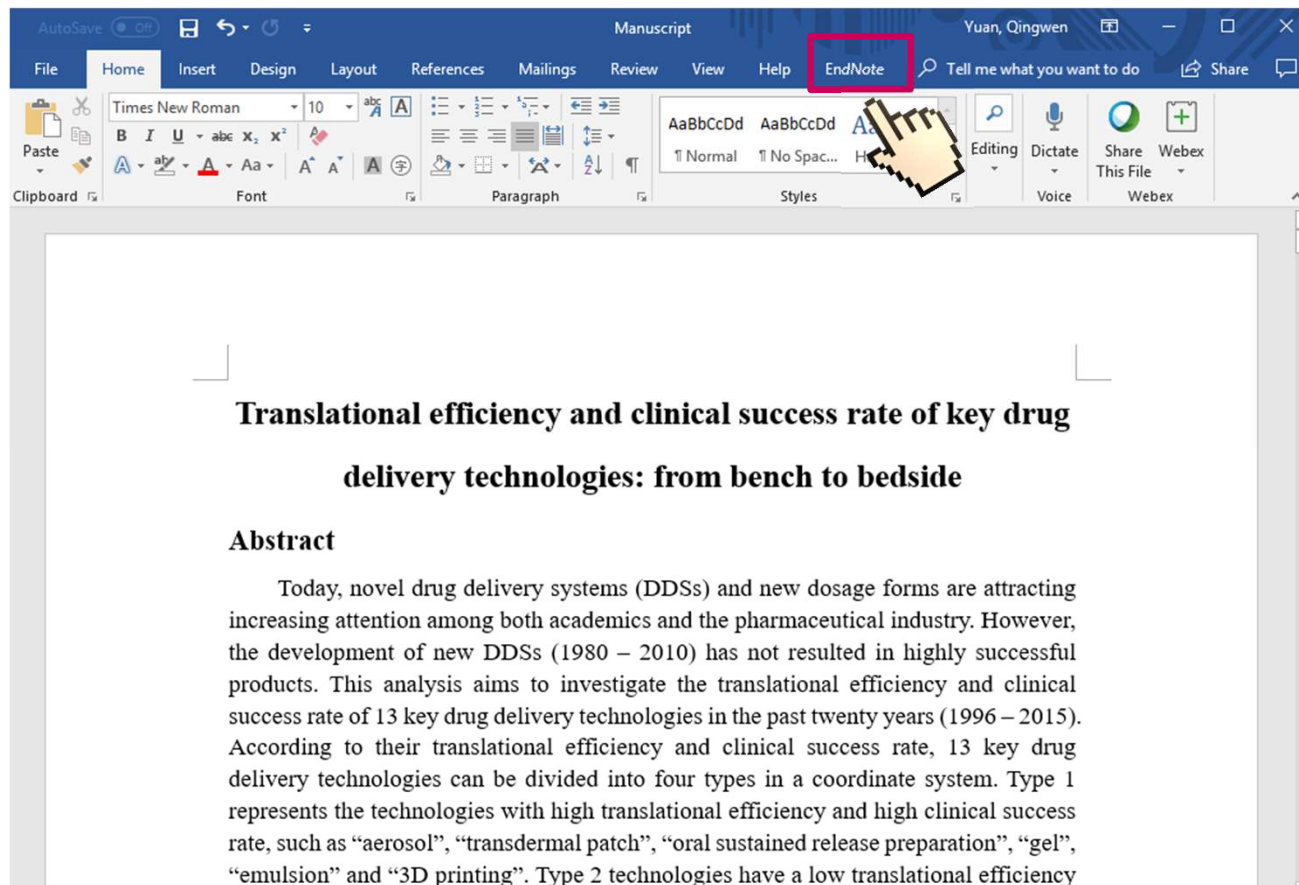 AutoSave Off Manuscript Yuan, Qingwen
File Home Insert Design Layout References Mailings Review View Help EndNote Tell me what you want to do Share
Times New Roman 10 abc A A
Paste B I U abc X₂ X² AaBbCcDd AaBbCcDd Editing Dictate Share This File Webex
A aby A Aa A A A 字 ¶ Normal ¶ No Spac...
Clipboard Font Paragraph Styles Voice Webex
Translational efficiency and clinical success rate of key drug
delivery technologies: from bench to bedside
Abstract
Today, novel drug delivery systems (DDSs) and new dosage forms are attracting
increasing attention among both academics and the pharmaceutical industry. However,
the development of new DDSs (1980 – 2010) has not resulted in highly successful
products. This analysis aims to investigate the translational efficiency and clinical
success rate of 13 key drug delivery technologies in the past twenty years (1996 – 2015).
According to their translational efficiency and clinical success rate, 13 key drug
delivery technologies can be divided into four types in a coordinate system. Type 1
represents the technologies with high translational efficiency and high clinical success
rate, such as “aerosol”, “transdermal patch”, “oral sustained release preparation”, “gel”,
“emulsion” and “3D printing”. Type 2 technologies have a low translational efficiency